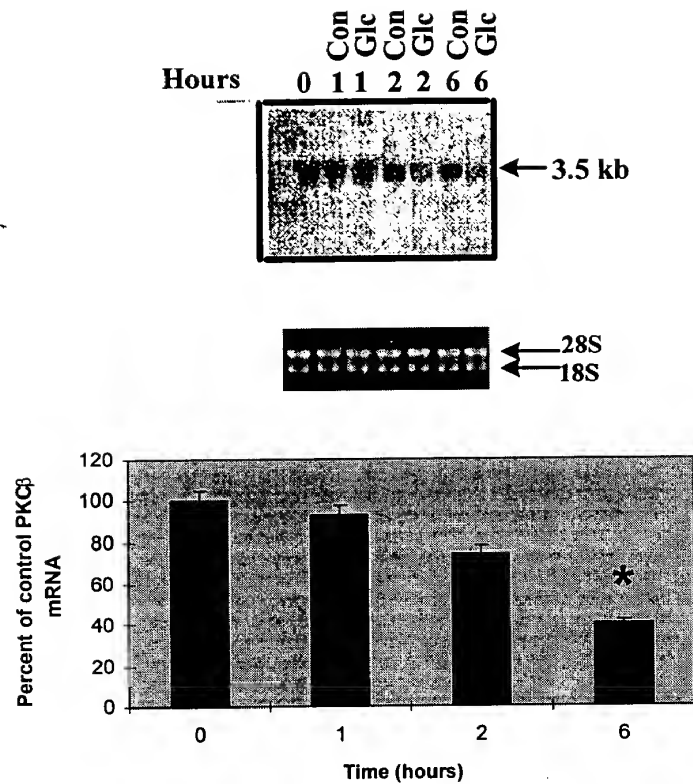 Con Glc Con Glc Con Glc
Hours 0 1 1 2 2 6 6
3.5 kb
28S
18S
120
100
80
60
40
20
0
Percent of control PKCβ
mRNA
*
0 1 2 6
Time (hours)